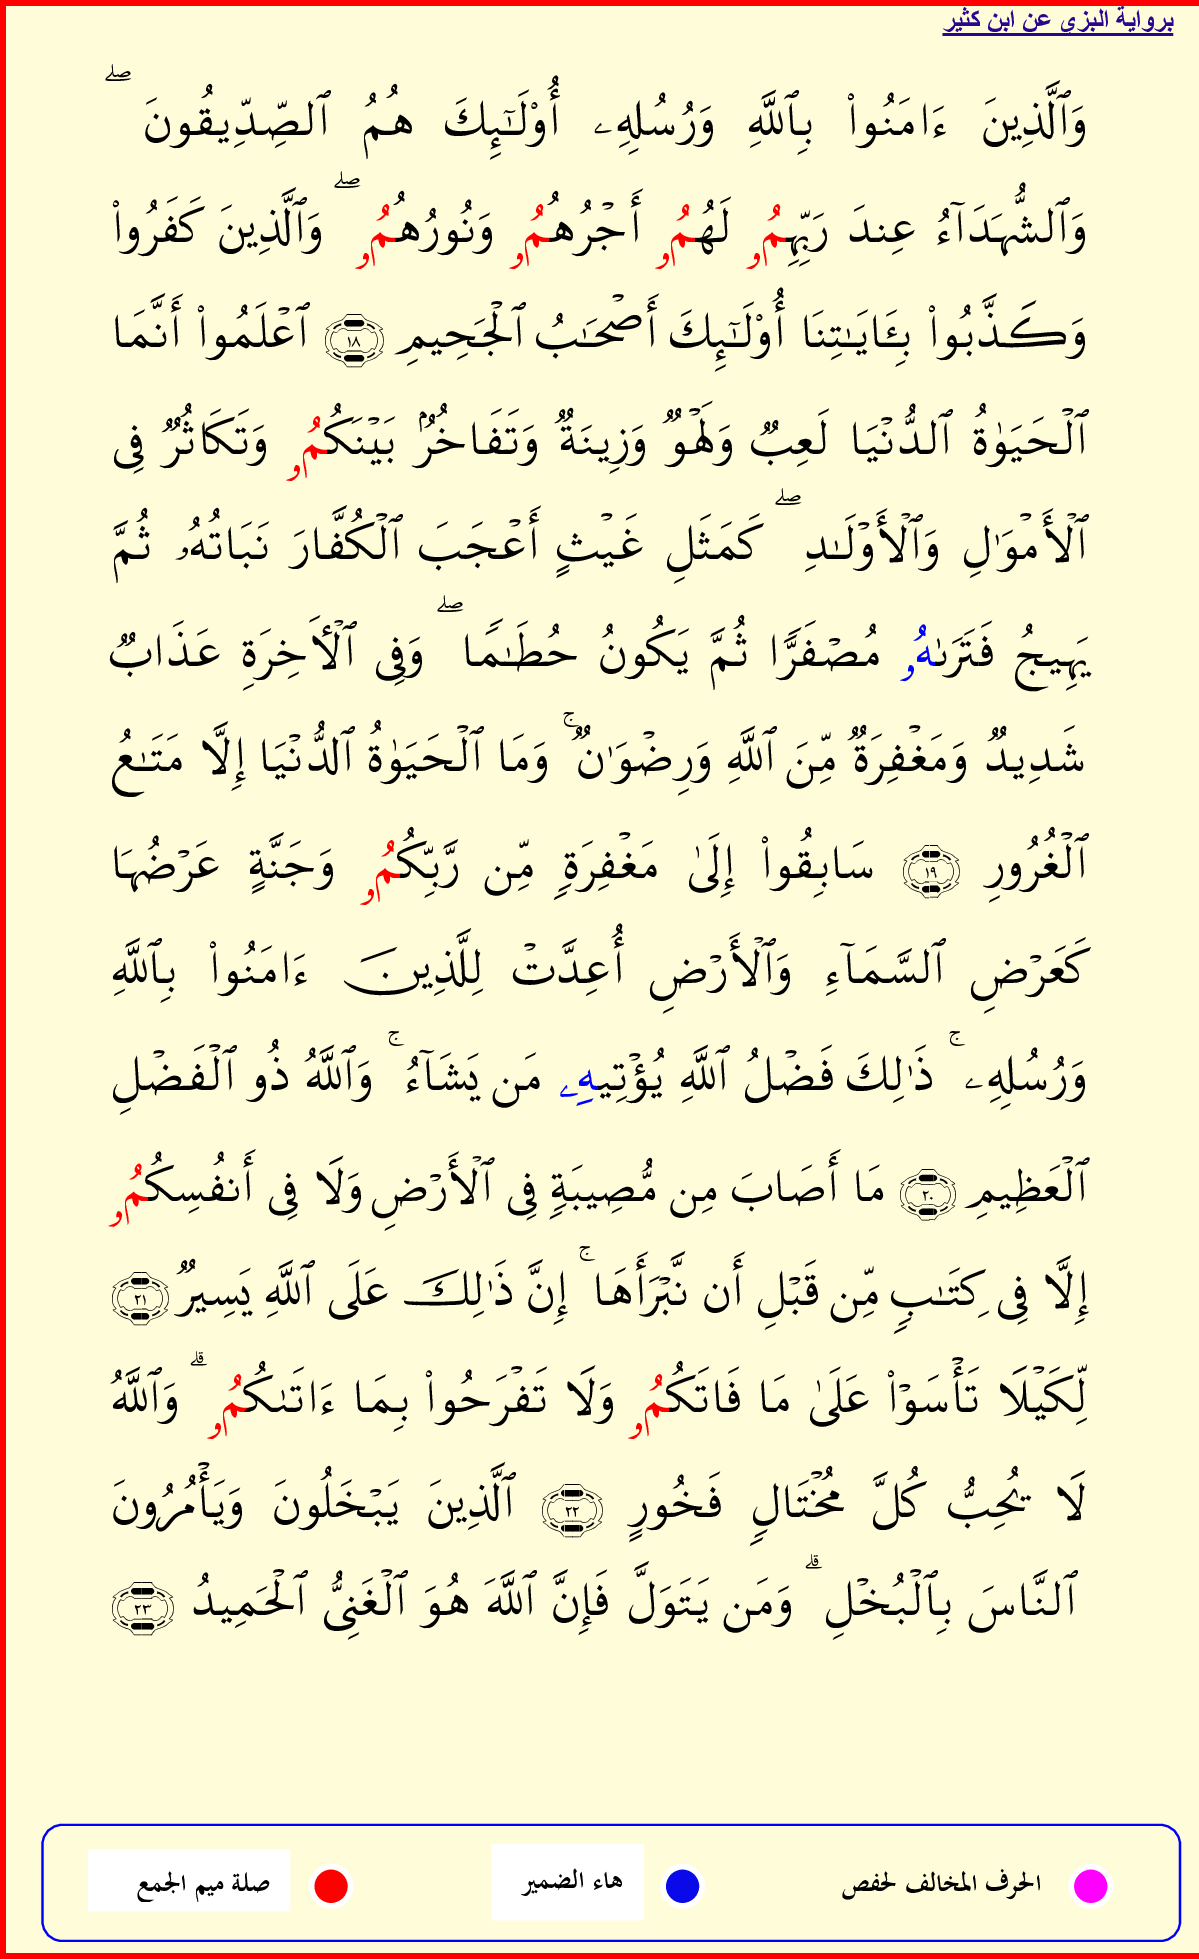 برواية البزي عن ابن كثير
وَٱلَّذِينَ ءَامَنُوا۟ بِٱللَّهِ وَرُسُلِهِۦ أُو۟لَـٰٓئِكَ هُمُ ٱلصِّدِّيقُونَ ۖ
وَٱلشُّهَدَآءُ عِندَ رَبِّهِمُۥ لَهُمُۥ أَجْرُهُمُۥ وَنُورُهُمُۥ ۖ وَٱلَّذِينَ كَفَرُوا۟
وَكَذَّبُوا۟ بِـَٔايَـٰتِنَا أُو۟لَـٰٓئِكَ أَصْحَـٰبُ ٱلْجَحِيمِ ١٨ ٱعْلَمُوا۟ أَنَّمَا
ٱلْحَيَوٰةُ ٱلدُّنْيَا لَعِبٌ وَلَهْوٌ وَزِينَةٌ وَتَفَاخُرٌۢ بَيْنَكُمُۥ وَتَكَاثُرٌ فِى
ٱلْأَمْوَٰلِ وَٱلْأَوْلَـٰدِ ۖ كَمَثَلِ غَيْثٍ أَعْجَبَ ٱلْكُفَّارَ نَبَاتُهُۥ ثُمَّ
يَهِيجُ فَتَرَىٰهُۥ مُصْفَرًّا ثُمَّ يَكُونُ حُطَـٰمًا ۖ وَفِى ٱلْأَخِرَةِ عَذَابٌ
شَدِيدٌ وَمَغْفِرَةٌ مِّنَ ٱللَّهِ وَرِضْوَٰنٌ ۚ وَمَا ٱلْحَيَوٰةُ ٱلدُّنْيَا إِلَّا مَتَـٰعُ
ٱلْغُرُورِ ١٩ سَابِقُوا۟ إِلَىٰ مَغْفِرَةٍ مِّن رَّبِّكُمُۥ وَجَنَّةٍ عَرْضُهَا
كَعَرْضِ ٱلسَّمَآءِ وَٱلْأَرْضِ أُعِدَّتْ لِلَّذِينَ ءَامَنُوا۟ بِٱللَّهِ
وَرُسُلِهِۦ ۚ ذَٰلِكَ فَضْلُ ٱللَّهِ يُؤْتِيهِۦ مَن يَشَآءُ ۚ وَٱللَّهُ ذُو ٱلْفَضْلِ
ٱلْعَظِيمِ ٢٠ مَا أَصَابَ مِن مُّصِيبَةٍ فِى ٱلْأَرْضِ وَلَا فِى أَنفُسِكُمُۥ
إِلَّا فِى كِتَـٰبٍ مِّن قَبْلِ أَن نَّبْرَأَهَا ۚ إِنَّ ذَٰلِكَ عَلَى ٱللَّهِ يَسِيرٌ ٢١
لِّكَيْلَا تَأْسَوْا۟ عَلَىٰ مَا فَاتَكُمُۥ وَلَا تَفْرَحُوا۟ بِمَا ءَاتَىٰكُمُۥ ۗ وَٱللَّهُ
لَا يُحِبُّ كُلَّ مُخْتَالٍ فَخُورٍ ٢٢ ٱلَّذِينَ يَبْخَلُونَ وَيَأْمُرُونَ
ٱلنَّاسَ بِٱلْبُخْلِ ۗ وَمَن يَتَوَلَّ فَإِنَّ ٱللَّهَ هُوَ ٱلْغَنِىُّ ٱلْحَمِيدُ ٢٣
الحرف المخالف لحفص هاء الضمير صلة ميم الجمع